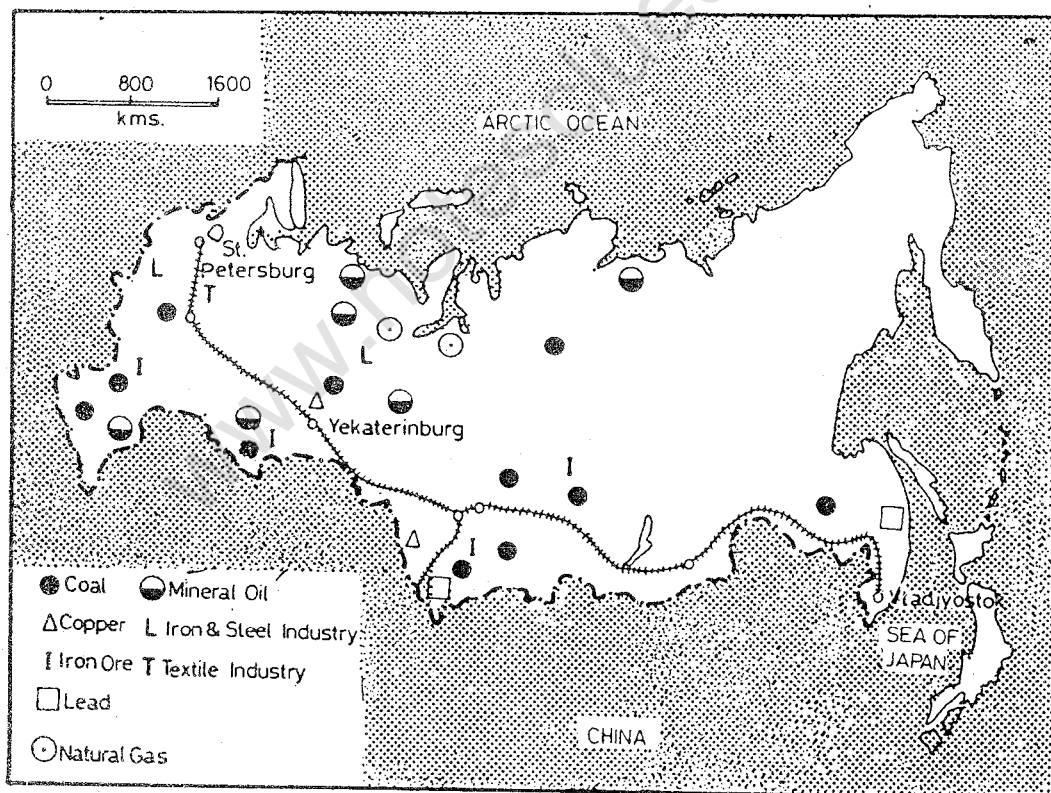 0 800 1600
kms.
ARCTIC OCEAN
St.
Petersburg
L
T
I
L
Yekaterinburg
I
I
I
Vladivostok
SEA OF
JAPAN
CHINA
Coal
Mineral Oil
Copper
L Iron & Steel Industry
I Iron Ore
T Textile Industry
Lead
Natural Gas